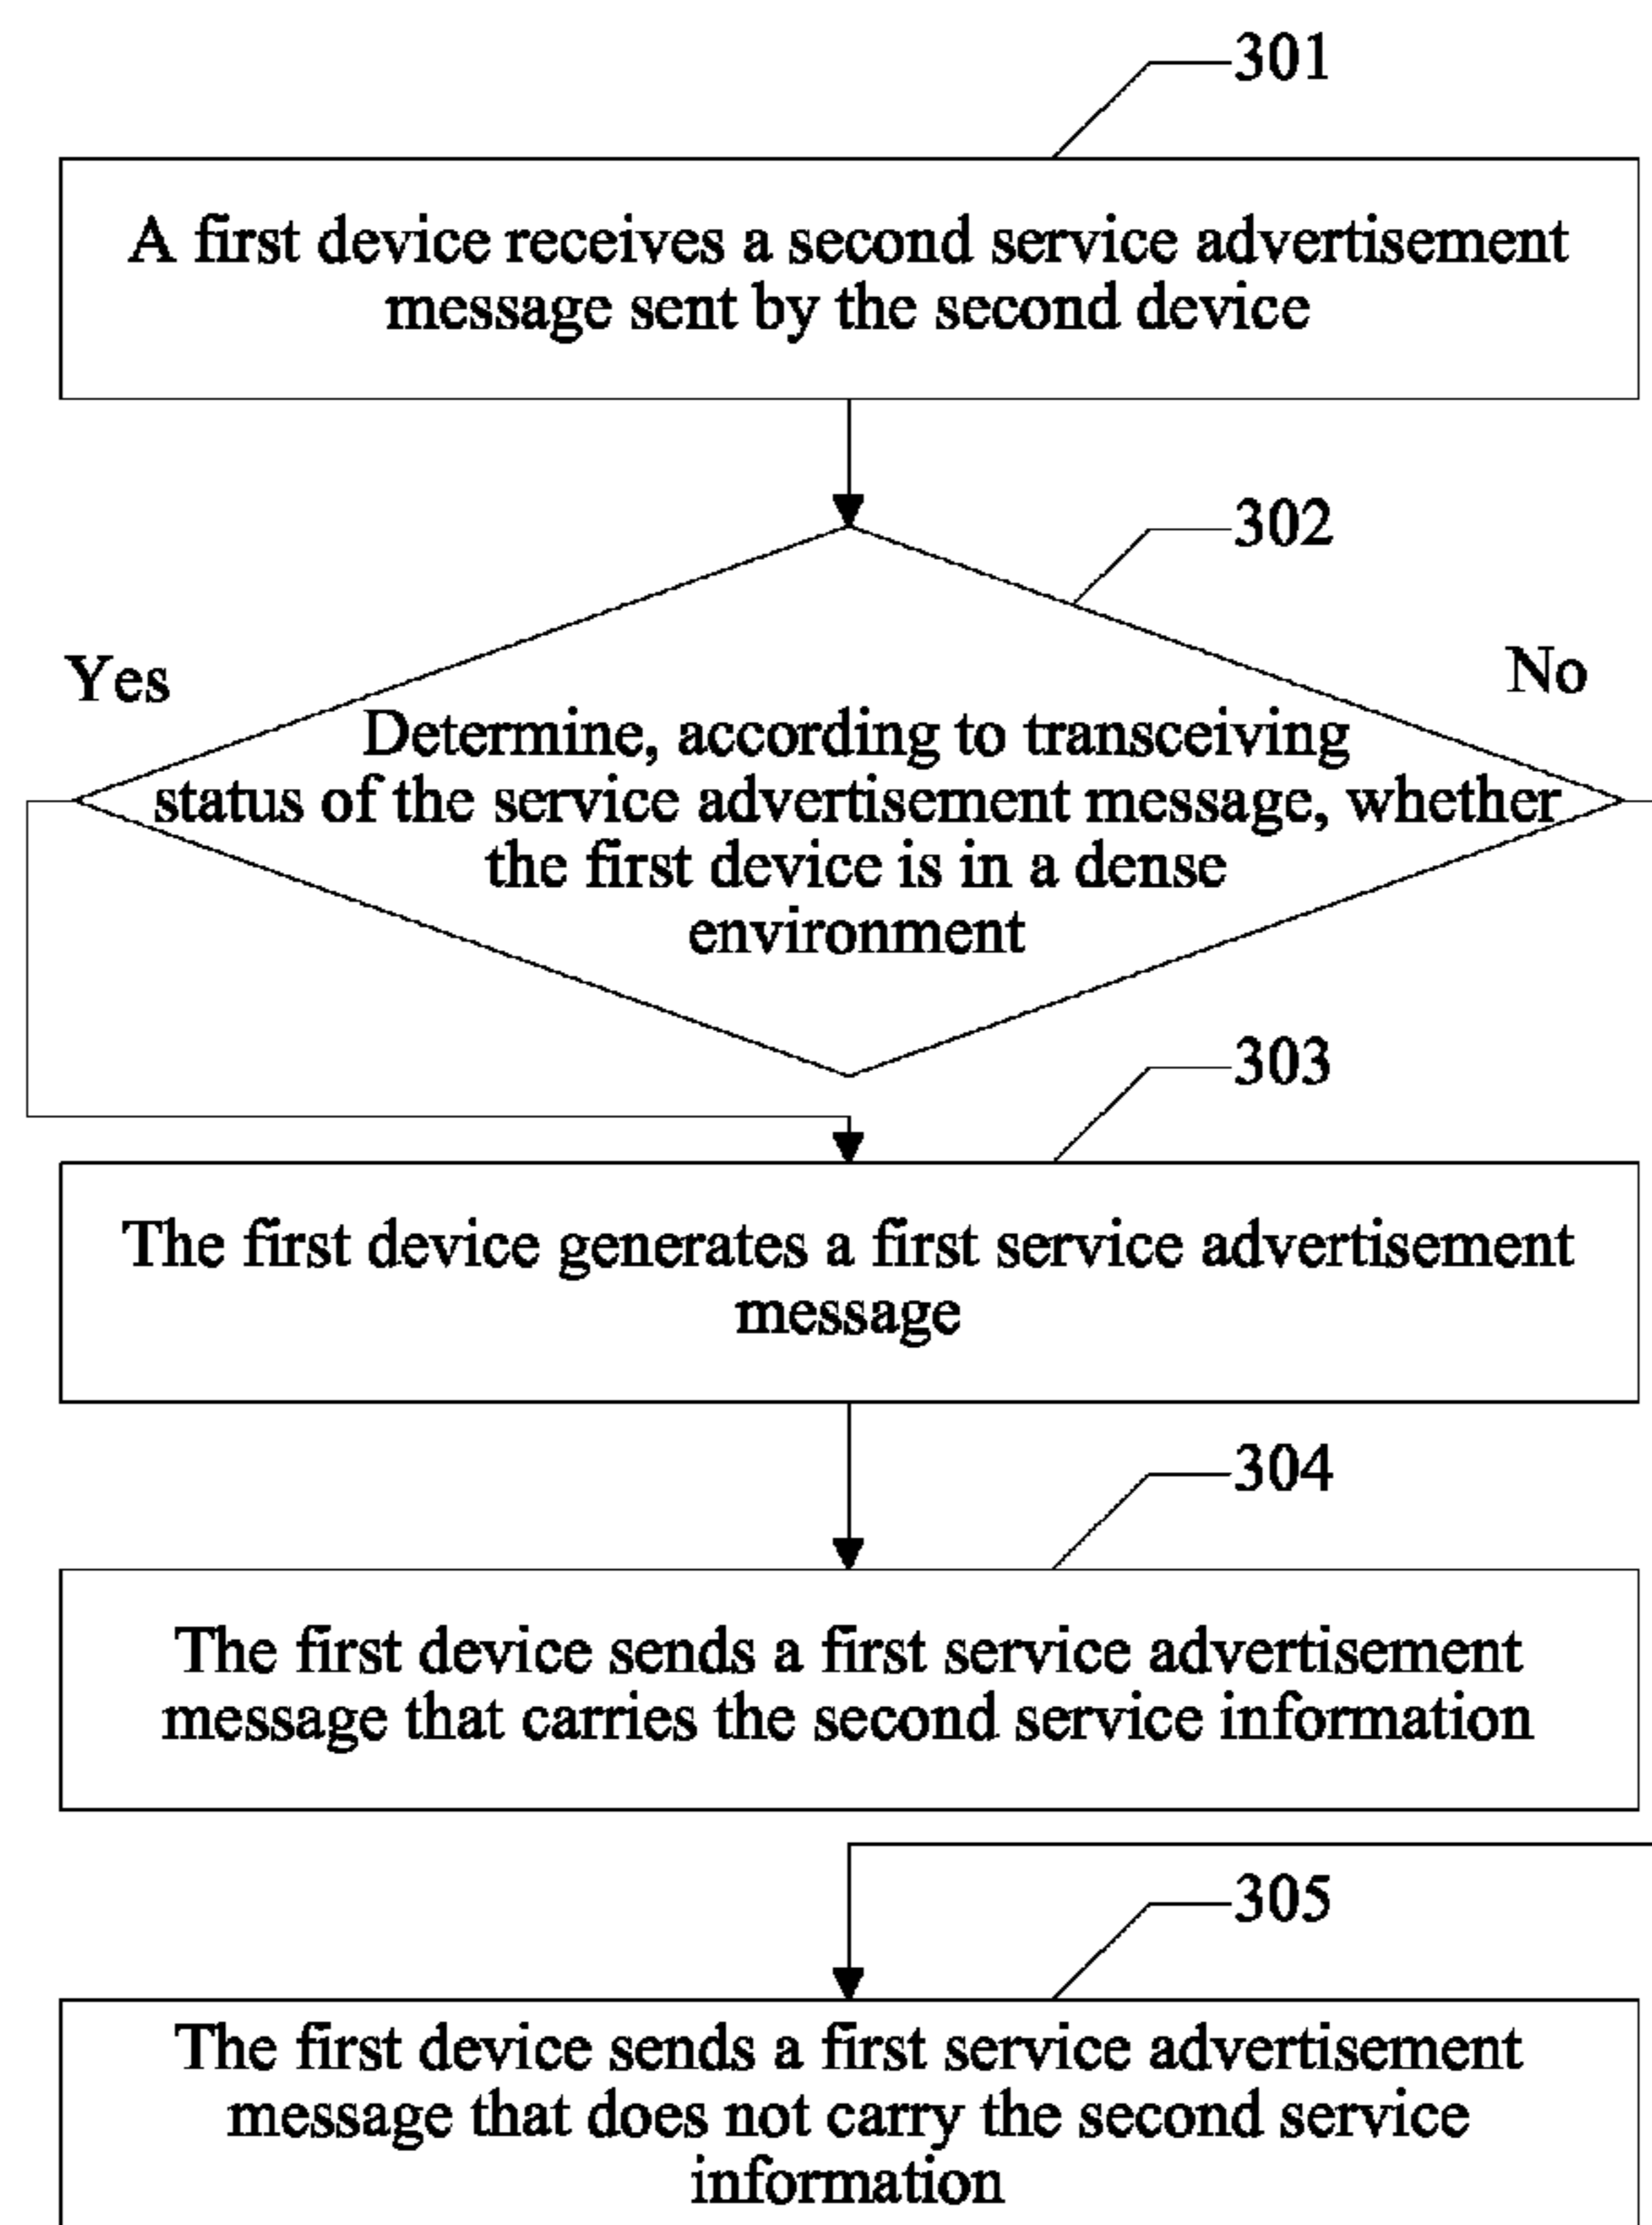 301
A first device receives a second service advertisement
message sent by the second device
302
Yes
No
Determine, according to transceiving
status of the service advertisement message, whether
the first device is in a dense
environment
303
The first device generates a first service advertisement
message
304
The first device sends a first service advertisement
message that carries the second service information
305
The first device sends a first service advertisement
message that does not carry the second service
information